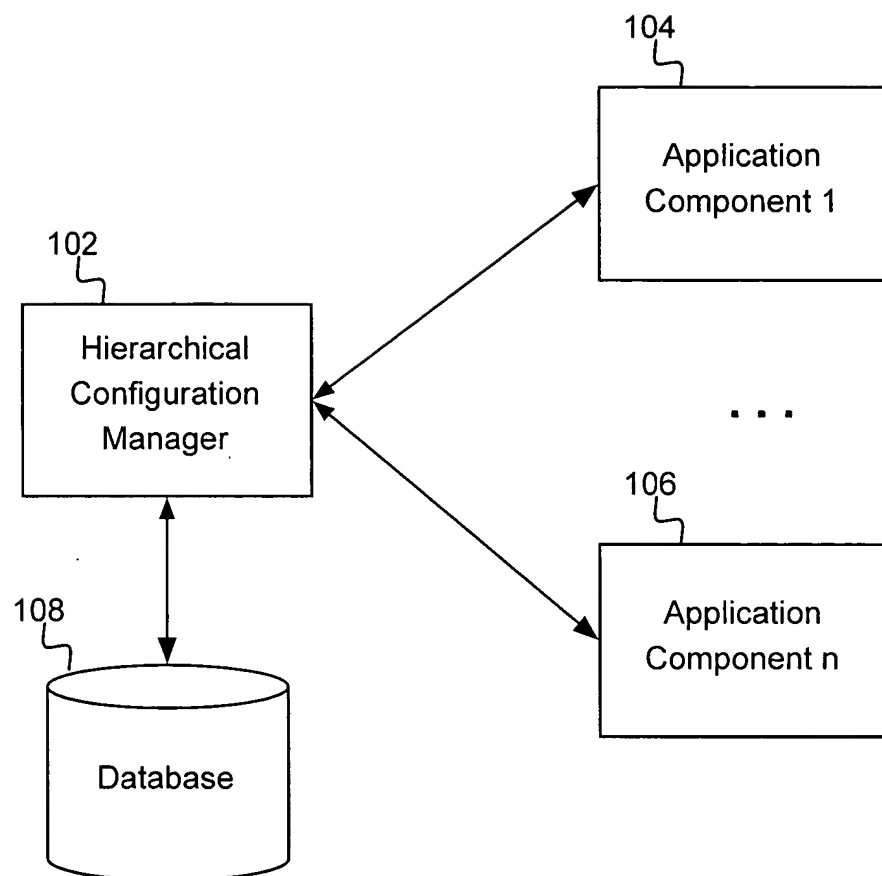 104
Application
Component 1
102
Hierarchical
Configuration
Manager
. . .
106
Application
Component n
108
Database